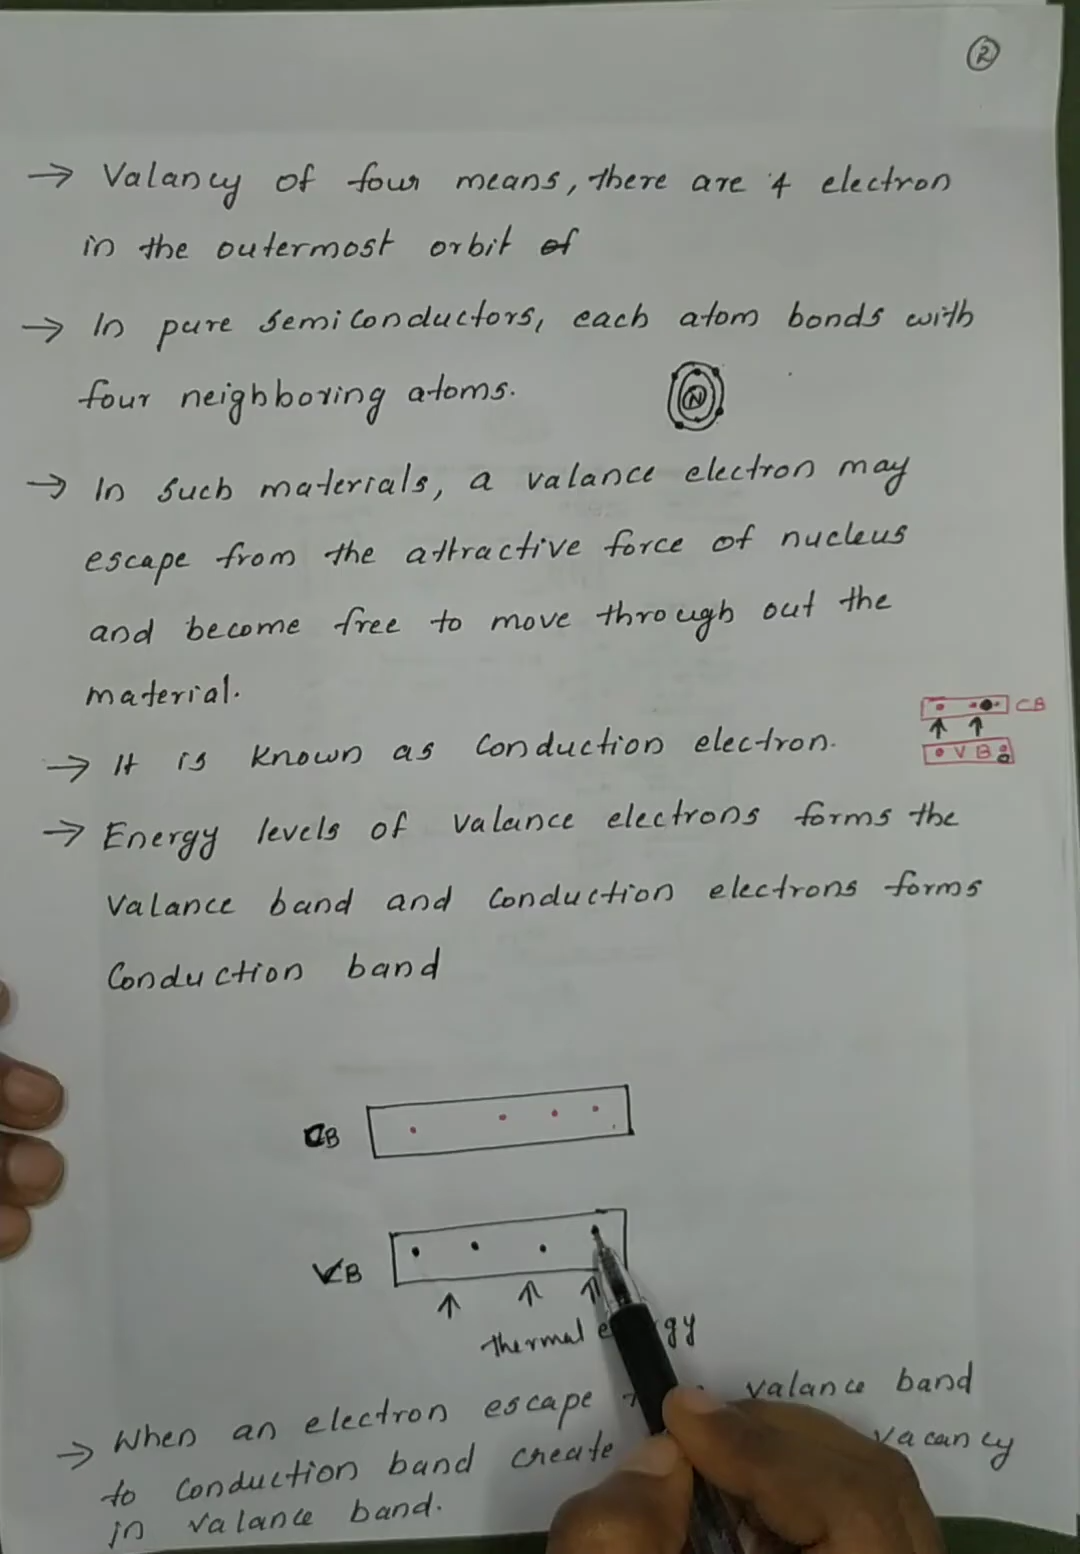 2
→ Valancy of four means, there are 4 electron
in the outermost orbit of
→ In pure semiconductors, each atom bonds with
four neighboring atoms.
N
→ In such materials, a valance electron may
escape from the attractive force of nucleus
and become free to move through out the
material.
CB
→ It is known as conduction electron.
VB
→ Energy levels of valance electrons forms the
valance band and conduction electrons forms
Conduction band
CB
VB
thermal
→ When an electron escape valance band
to conduction band create vacancy
in valance band.